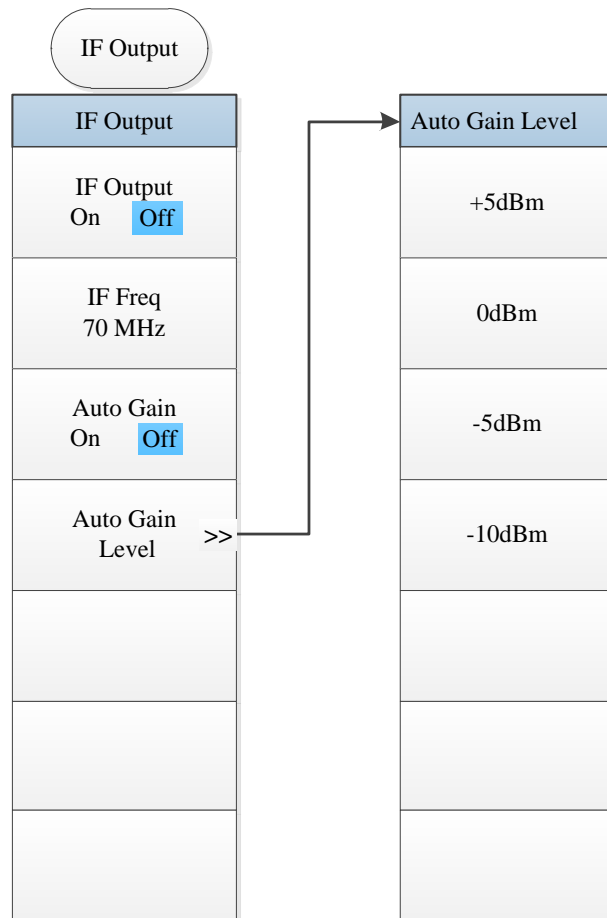 IF Output
IF Output
IF Output
On Off
IF Freq
70 MHz
Auto Gain
On Off
Auto Gain
Level >>
Auto Gain Level
+5dBm
0dBm
-5dBm
-10dBm